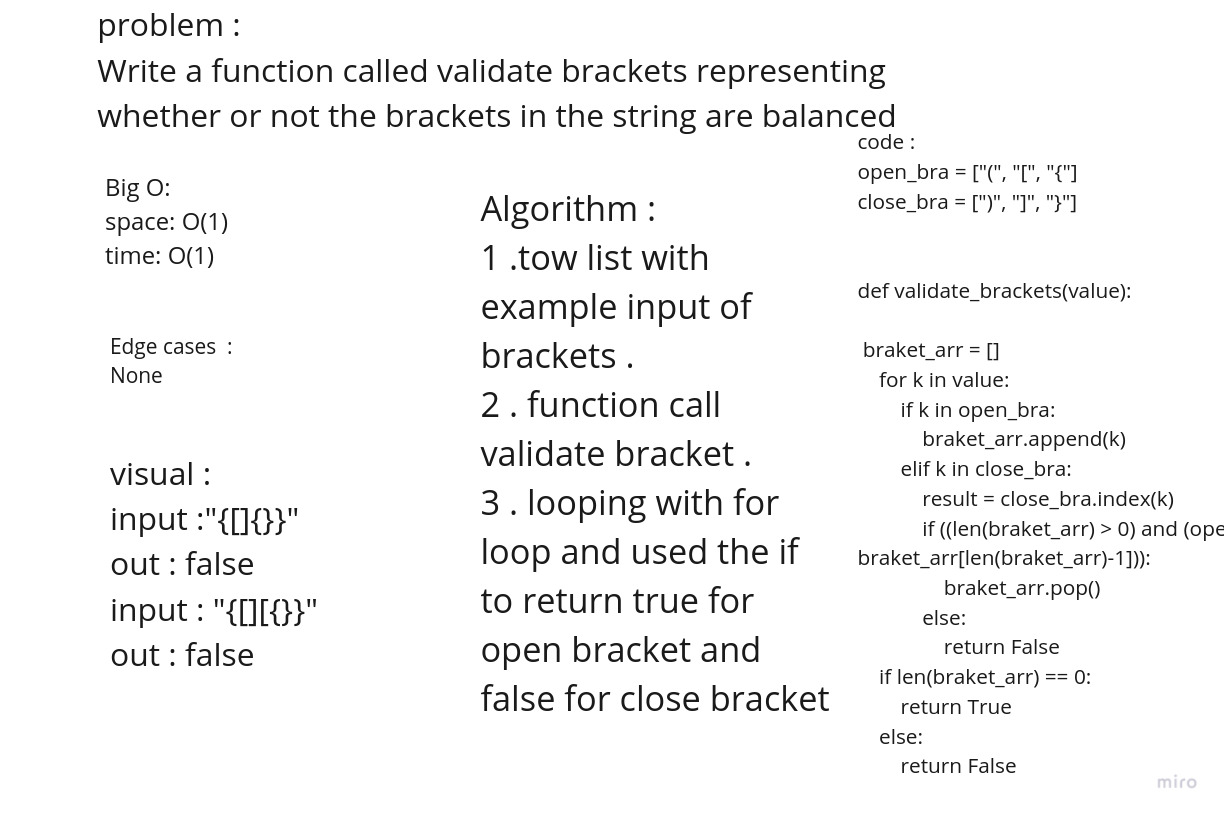 problem :
Write a function called validate brackets representing
whether or not the brackets in the string are balanced
Big O:
space: O(1)
time: O(1)
Edge cases  :
None
visual :
input :"{[]{}}"
out : false
input : "{[][{}}"
out : false
Algorithm :
1 .tow list with
example input of
brackets .
2 . function call
validate bracket .
3 . looping with for
loop and used the if
to return true for
open bracket and
false for close bracket
code :
open_bra = ["(", "[", "{"]
close_bra = [")", "]", "}"]
def validate_brackets(value):
braket_arr = []
for k in value:
if k in open_bra:
braket_arr.append(k)
elif k in close_bra:
result = close_bra.index(k)
if ((len(braket_arr) > 0) and (ope
braket_arr[len(braket_arr)-1])):
braket_arr.pop()
else:
return False
if len(braket_arr) == 0:
return True
else:
return False
miro